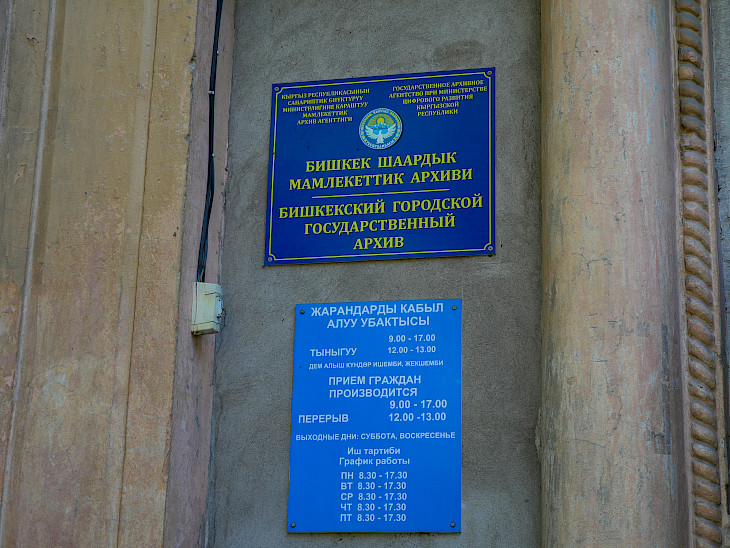 КЫРГЫЗ РЕСПУБЛИКАСЫНЫН
САНАРИПТИК ӨНҮКТҮРҮҮ
МИНИСТРЛИГИНЕ КАРАШТУУ
МАМЛЕКЕТТИК
АРХИВ АГЕНТТИГИ
ГОСУДАРСТВЕННОЕ АРХИВНОЕ
АГЕНТСТВО ПРИ МИНИСТЕРСТВЕ
ЦИФРОВОГО РАЗВИТИЯ
КЫРГЫЗСКОЙ
РЕСПУБЛИКИ
БИШКЕК ШААРДЫК
МАМЛЕКЕТТИК АРХИВИ
БИШКЕКСКИЙ ГОРОДСКОЙ
ГОСУДАРСТВЕННЫЙ
АРХИВ
ЖАРАНДАРДЫ КАБЫЛ
АЛУУ УБАКТЫСЫ
9.00 - 17.00
ТЫНЫГУУ 12.00 - 13.00
ДЕМ АЛЫШ КҮНДӨР ИШЕМБИ, ЖЕКШЕМБИ
ПРИЕМ ГРАЖДАН
ПРОИЗВОДИТСЯ
9.00 - 17.00
ПЕРЕРЫВ 12.00 -13.00
ВЫХОДНЫЕ ДНИ: СУББОТА, ВОСКРЕСЕНЬЕ
Иш тартиби
График работы
ПН 8.30 - 17.30
ВТ 8.30 - 17.30
СР 8.30 - 17.30
ЧТ 8.30 - 17.30
ПТ 8.30 - 17.30